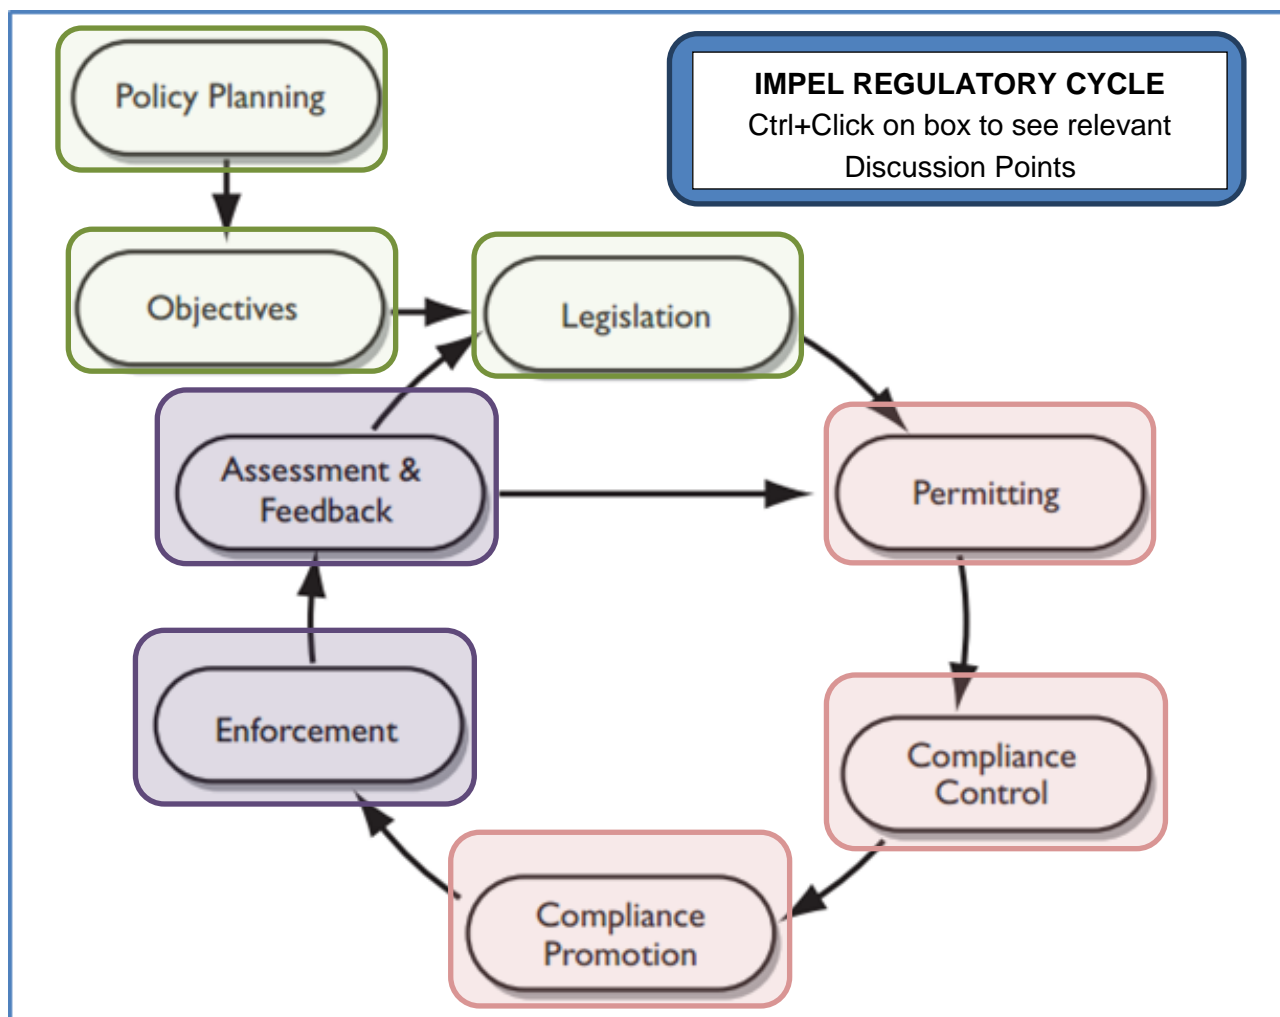 Policy Planning
IMPEL REGULATORY CYCLE
Ctrl+Click on box to see relevant
Discussion Points
Objectives
Legislation
Assessment &
Feedback
Permitting
Enforcement
Compliance
Control
Compliance
Promotion